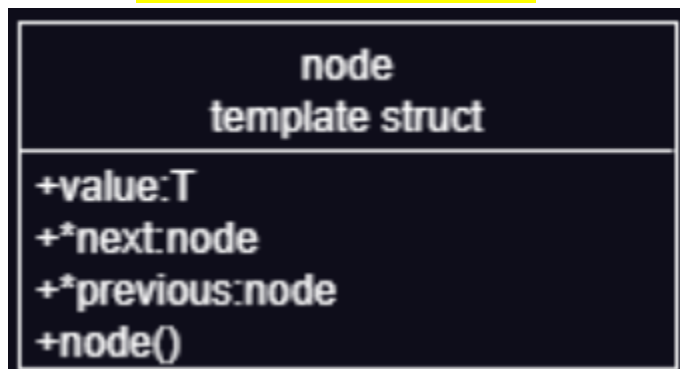 node
template struct
+value:T
+*next:node
+*previous:node
+node()